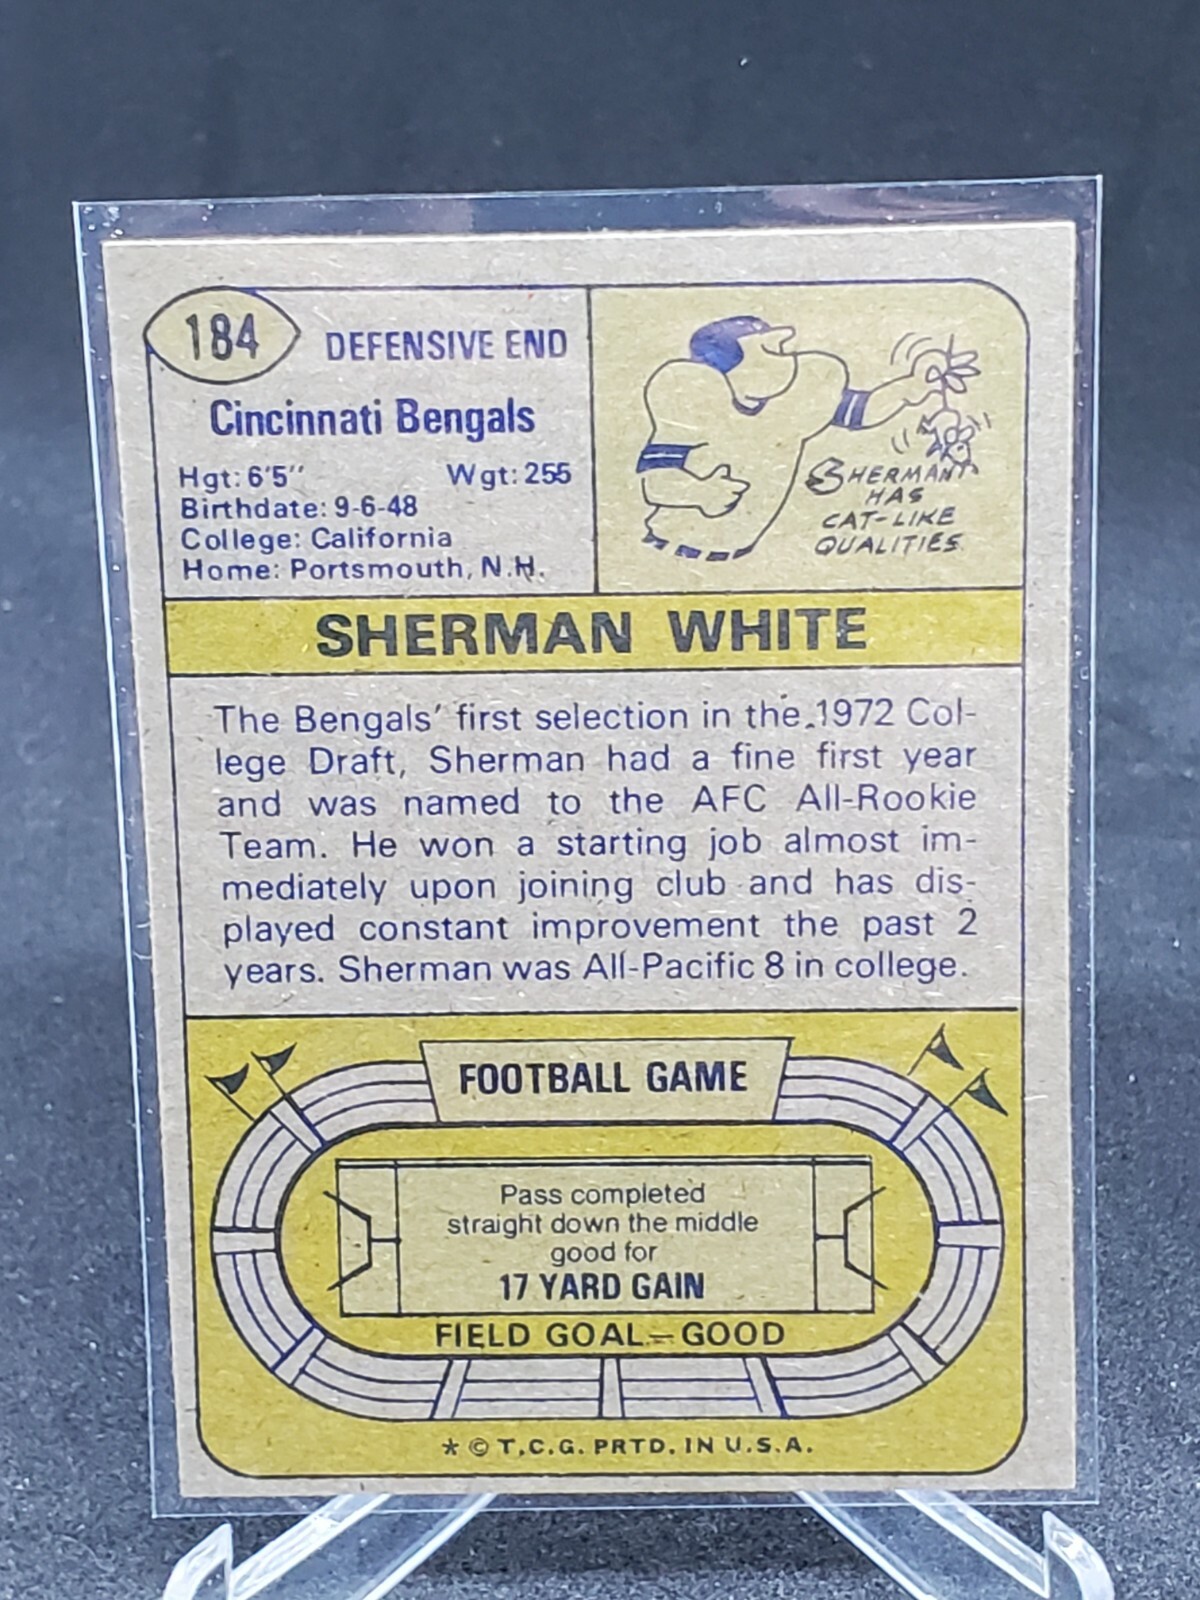 184
DEFENSIVE END
Cincinnati Bengals
Hgt: 6'5" Wgt: 255
Birthdate: 9-6-48
College: California
Home: Portsmouth, N.H.
SHERMAN
HAS
CAT-LIKE
QUALITIES
SHERMAN WHITE
The Bengals' first selection in the 1972 Col-
lege Draft, Sherman had a fine first year
and was named to the AFC All-Rookie
Team. He won a starting job almost im-
mediately upon joining club and has dis-
played constant improvement the past 2
years. Sherman was All-Pacific 8 in college.
FOOTBALL GAME
Pass completed
straight down the middle
good for
17 YARD GAIN
FIELD GOAL—GOOD
* © T.C.G. PRTD. IN U.S.A.